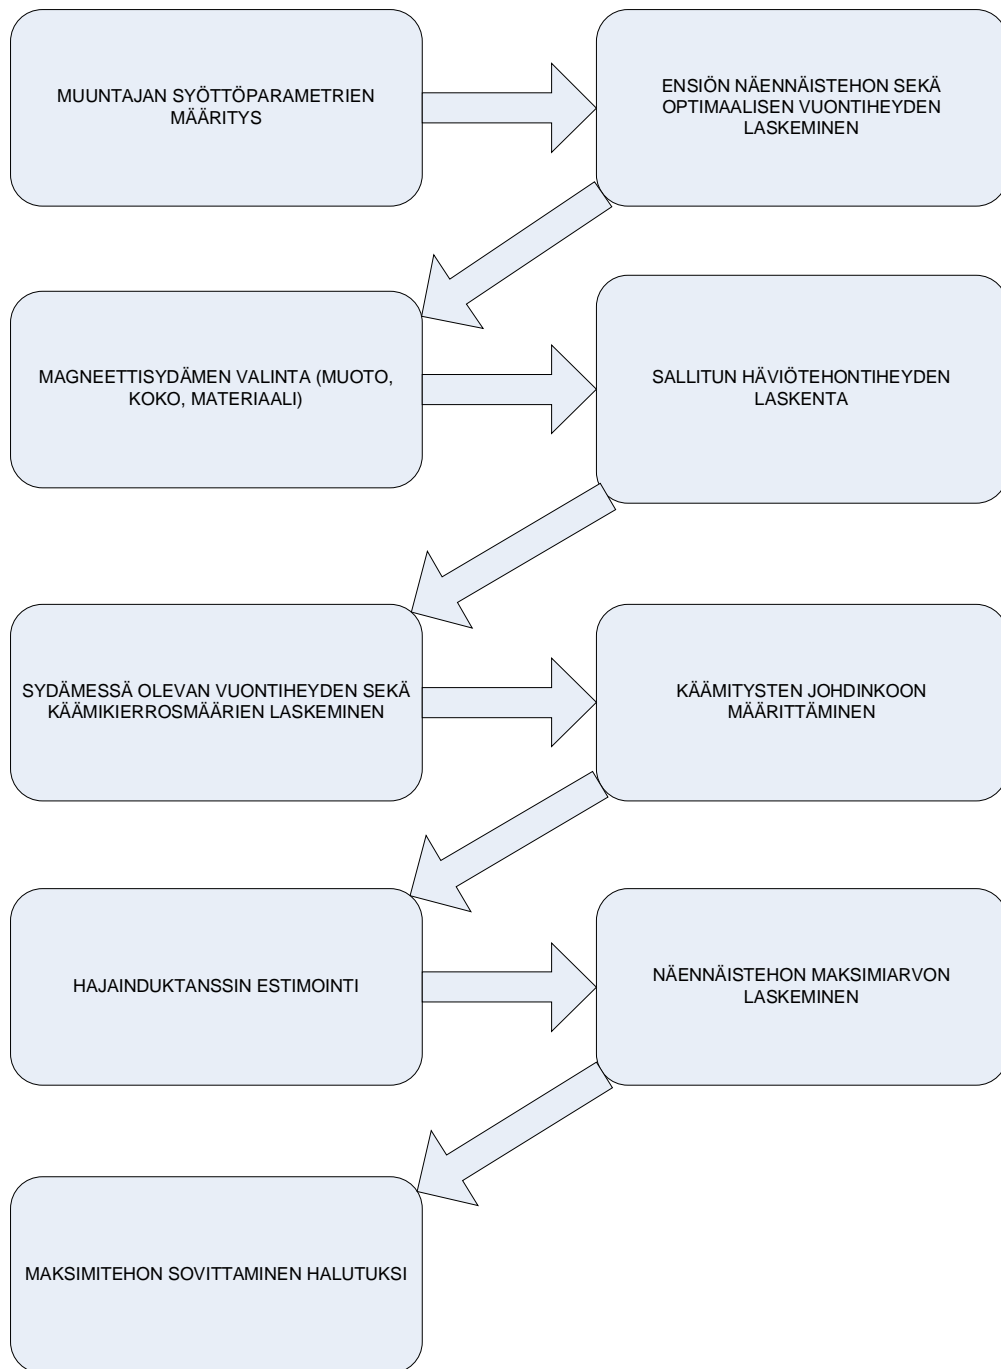 MUUNTAJAN SYÖTTÖPARAMETRIEN
MÄÄRITYS
ENSIÖN NÄENNÄISTEHON SEKÄ
OPTIMAALISEN VUONTIHEYDEN
LASKEMINEN
MAGNEETTISYDÄMEN VALINTA (MUOTO,
KOKO, MATERIAALI)
SALLITUN HÄVIÖTEHONTIHEYDEN
LASKENTA
SYDÄMESSÄ OLEVAN VUONTIHEYDEN SEKÄ
KÄÄMIKIERROSMÄÄRIEN LASKEMINEN
KÄÄMITYSTEN JOHDINKOON
MÄÄRITTÄMINEN
HAJAINDUKTANSSIN ESTIMOINTI
NÄENNÄISTEHON MAKSIMIARVON
LASKEMINEN
MAKSIMITEHON SOVITTAMINEN HALUTUKSI